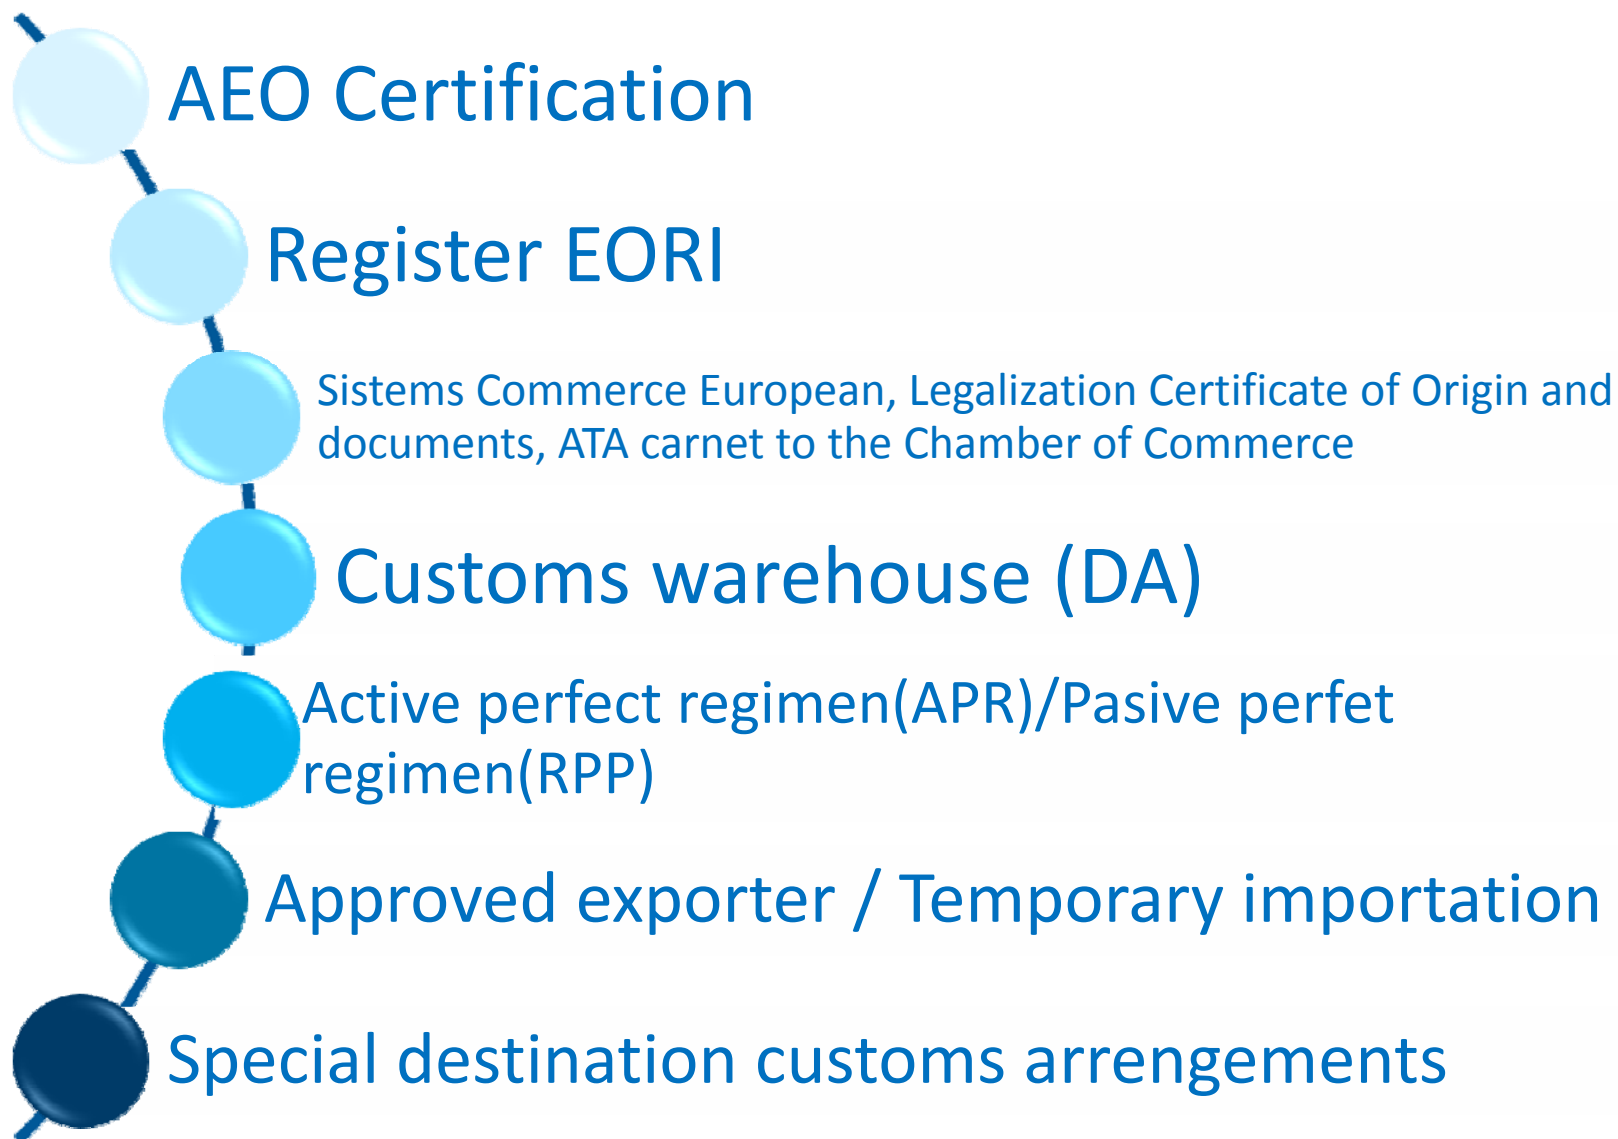 AEO Certification
Register EORI
Sistems Commerce European, Legalization Certificate of Origin and
documents, ATA carnet to the Chamber of Commerce
Customs warehouse (DA)
Active perfect regimen(APR)/Pasive perfet
regimen(RPP)
Approved exporter / Temporary importation
Special destination customs arrengements